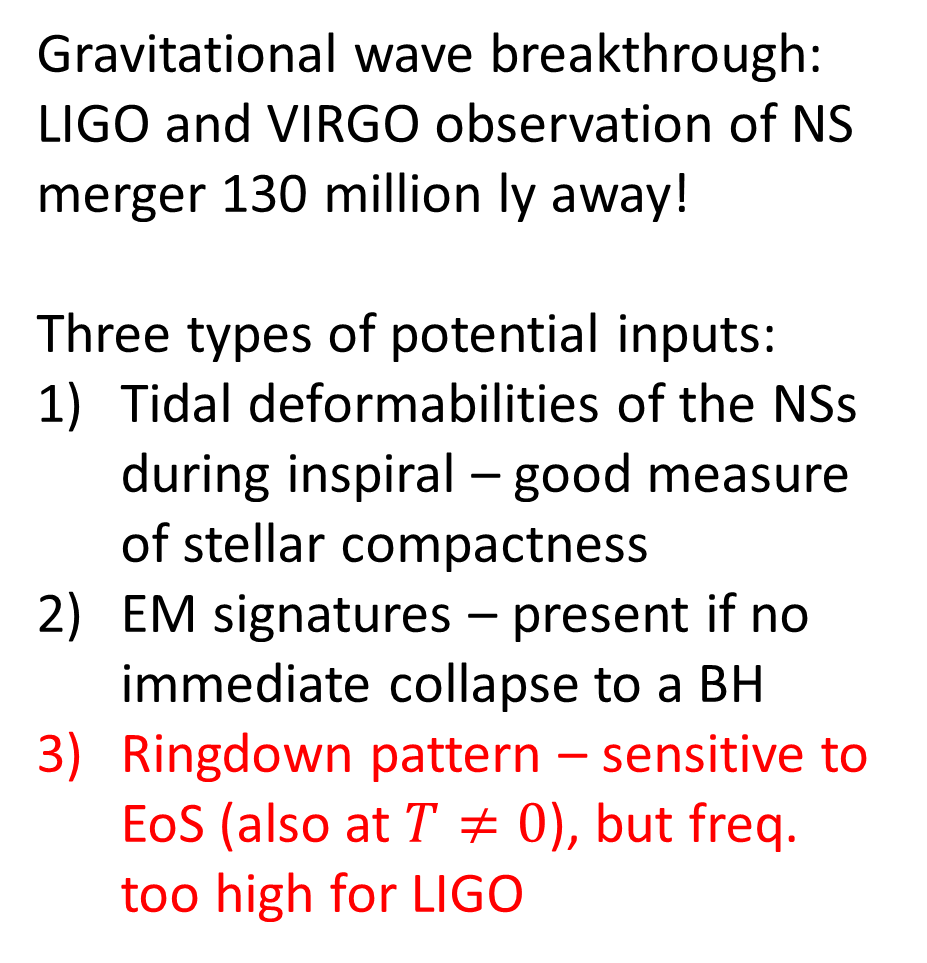 Gravitational wave breakthrough:
LIGO and VIRGO observation of NS
merger 130 million ly away!
Three types of potential inputs:
1) Tidal deformabilities of the NSs
during inspiral – good measure
of stellar compactness
2) EM signatures – present if no
immediate collapse to a BH
3) Ringdown pattern – sensitive to
EoS (also at T ≠ 0), but freq.
too high for LIGO